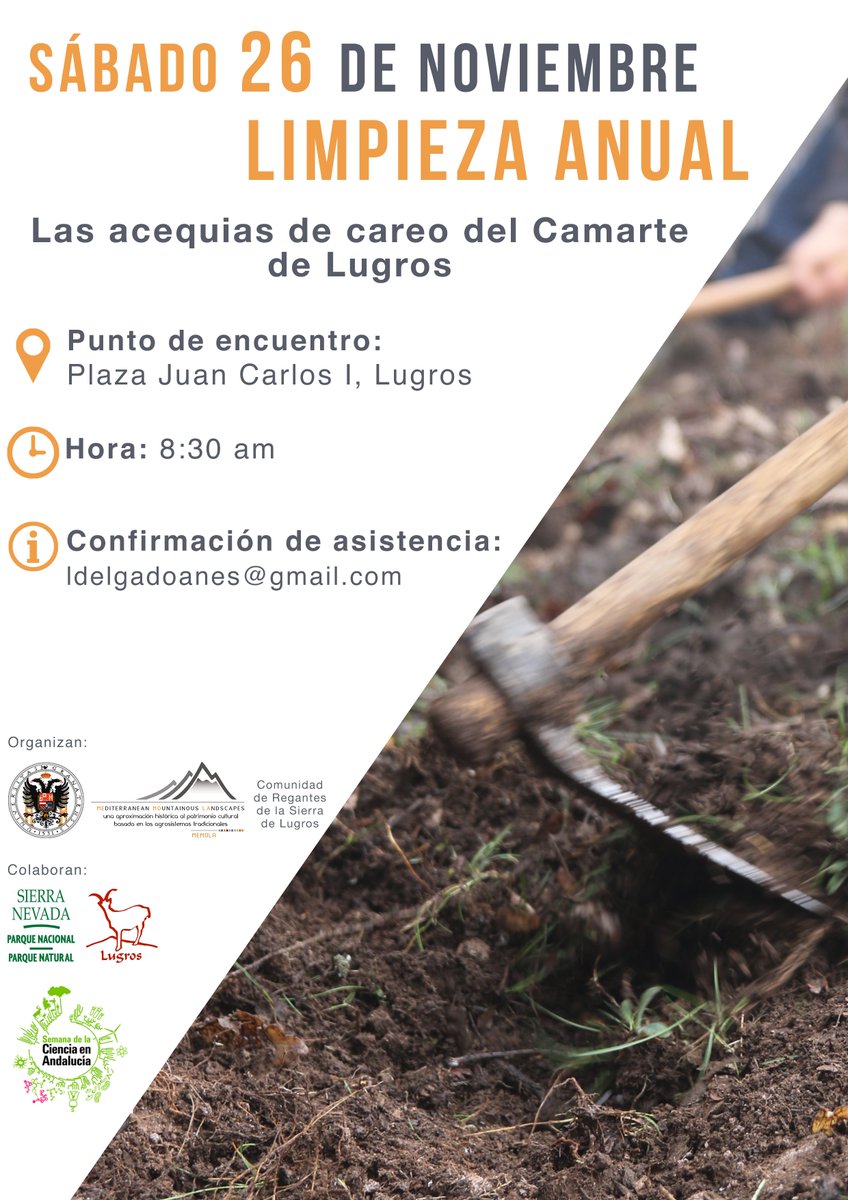 SÁBADO 26 DE NOVIEMBRE
LIMPIEZA ANUAL
Las acequias de careo del Camarte
de Lugros
Punto de encuentro:
Plaza Juan Carlos I, Lugros
Hora: 8:30 am
Confirmación de asistencia:
ldelgadoanes@gmail.com
Organizan:
1531
MEDITERRANEAN MOUNTAINOUS LANDSCAPES
una aproximación histórica al patrimonio cultural
basada en los agrosistemas tradicionales
MEMOLA
Comunidad
de Regantes
de la Sierra
de Lugros
Colaboran:
SIERRA
NEVADA
PARQUE NACIONAL
PARQUE NATURAL
Lugros
Semana de la
Ciencia en
Andalucía